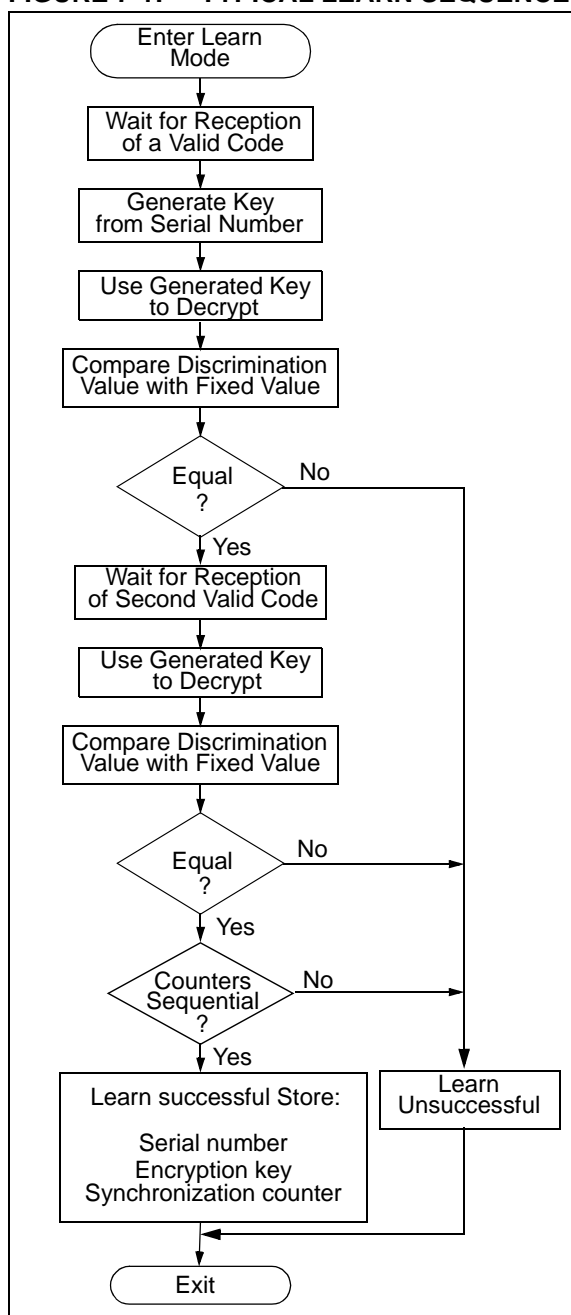 TYPICAL LEARN SEQUENCE
Enter Learn
Mode
Wait for Reception
of a Valid Code
Generate Key
from Serial Number
Use Generated Key
to Decrypt
Compare Discrimination
Value with Fixed Value
Equal
?
No
Yes
Wait for Reception
of Second Valid Code
Use Generated Key
to Decrypt
Compare Discrimination
Value with Fixed Value
Equal
?
No
Yes
Counters
Sequential
?
No
Yes
Learn successful Store:
Serial number
Encryption key
Synchronization counter
Learn
Unsuccessful
Exit